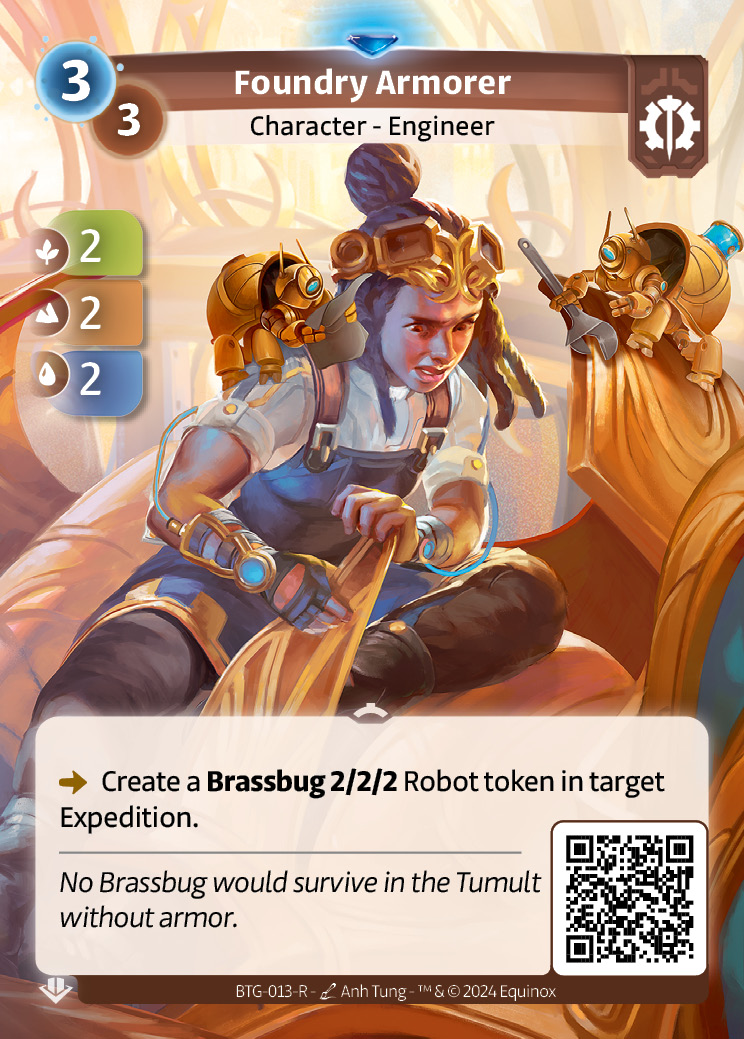 3
3
Foundry Armorer
Character - Engineer
2
2
2
Create a Brassbug 2/2/2 Robot token in target
Expedition.
No Brassbug would survive in the Tumult
without armor.
BTG-013-R - Anh Tung - ™ & © 2024 Equinox